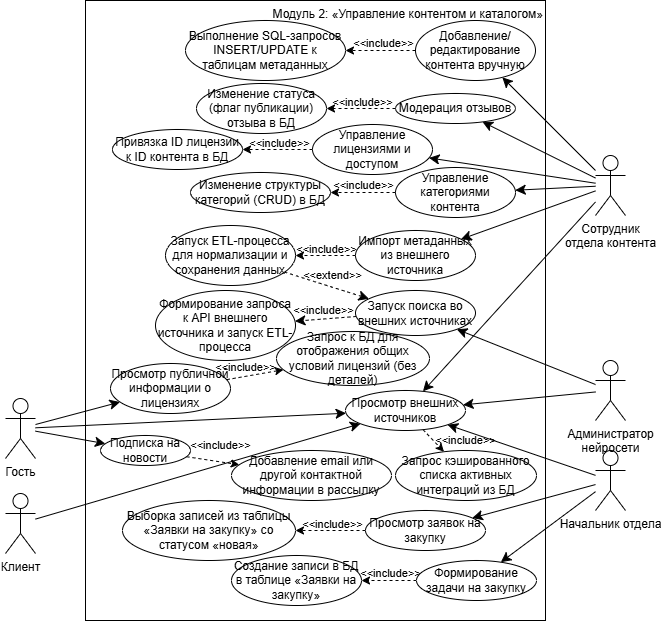 Модуль 2: «Управление контентом и каталогом»
Выполнение SQL-запросов
INSERT/UPDATE к
таблицам метаданных
<<include>>
Добавление/
редактирование
контента вручную
Изменение статуса
(флаг публикации)
отзыва в БД
<<include>>
Модерация отзывов
Привязка ID лицензии
к ID контента в БД
<<include>>
Управление
лицензиями и
доступом
Изменение структуры
категорий (CRUD) в БД
<<include>>
Управление
категориями
контента
Сотрудник
отдела контента
Запуск ETL-процесса
для нормализации и
сохранения данных
<<include>>
Импорт метаданных
из внешнего
источника
<<extend>>
Формирование запроса
к API внешнего
источника и запуск ETL-
процесса
<<include>>
Запуск поиска во
внешних источниках
Запрос к БД для
отображения общих
условий лицензий (без
деталей)
<<include>>
Просмотр публичной
информации о
лицензиях
Просмотр внешних
источников
Администратор
нейросети
Гость
Подписка на
новости
<<include>>
Добавление email или
другой контактной
информации в рассылку
<<include>>
Запрос кэшированного
списка активных
интеграций из БД
Начальник отдела
Клиент
Выборка записей из таблицы
«Заявки на закупку» со
статусом «новая»
<<include>>
Просмотр заявок на
закупку
Создание записи в БД
в таблице «Заявки на
закупку»
<<include>>
Формирование
задачи на закупку